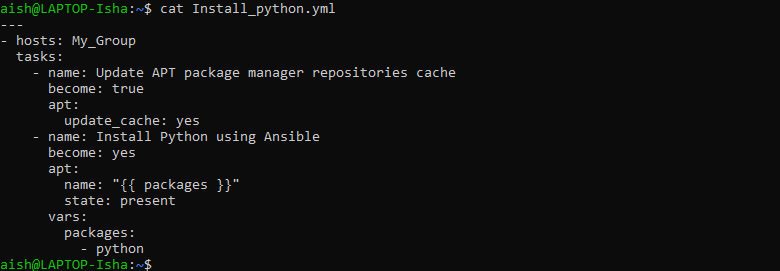 aish@LAPTOP-Isha:~$ cat Install_python.yml
---
- hosts: My_Group
  tasks:
    - name: Update APT package manager repositories cache
      become: true
      apt:
        update_cache: yes
    - name: Install Python using Ansible
      become: yes
      apt:
        name: "{{ packages }}"
        state: present
      vars:
        packages:
          - python
aish@LAPTOP-Isha:~$